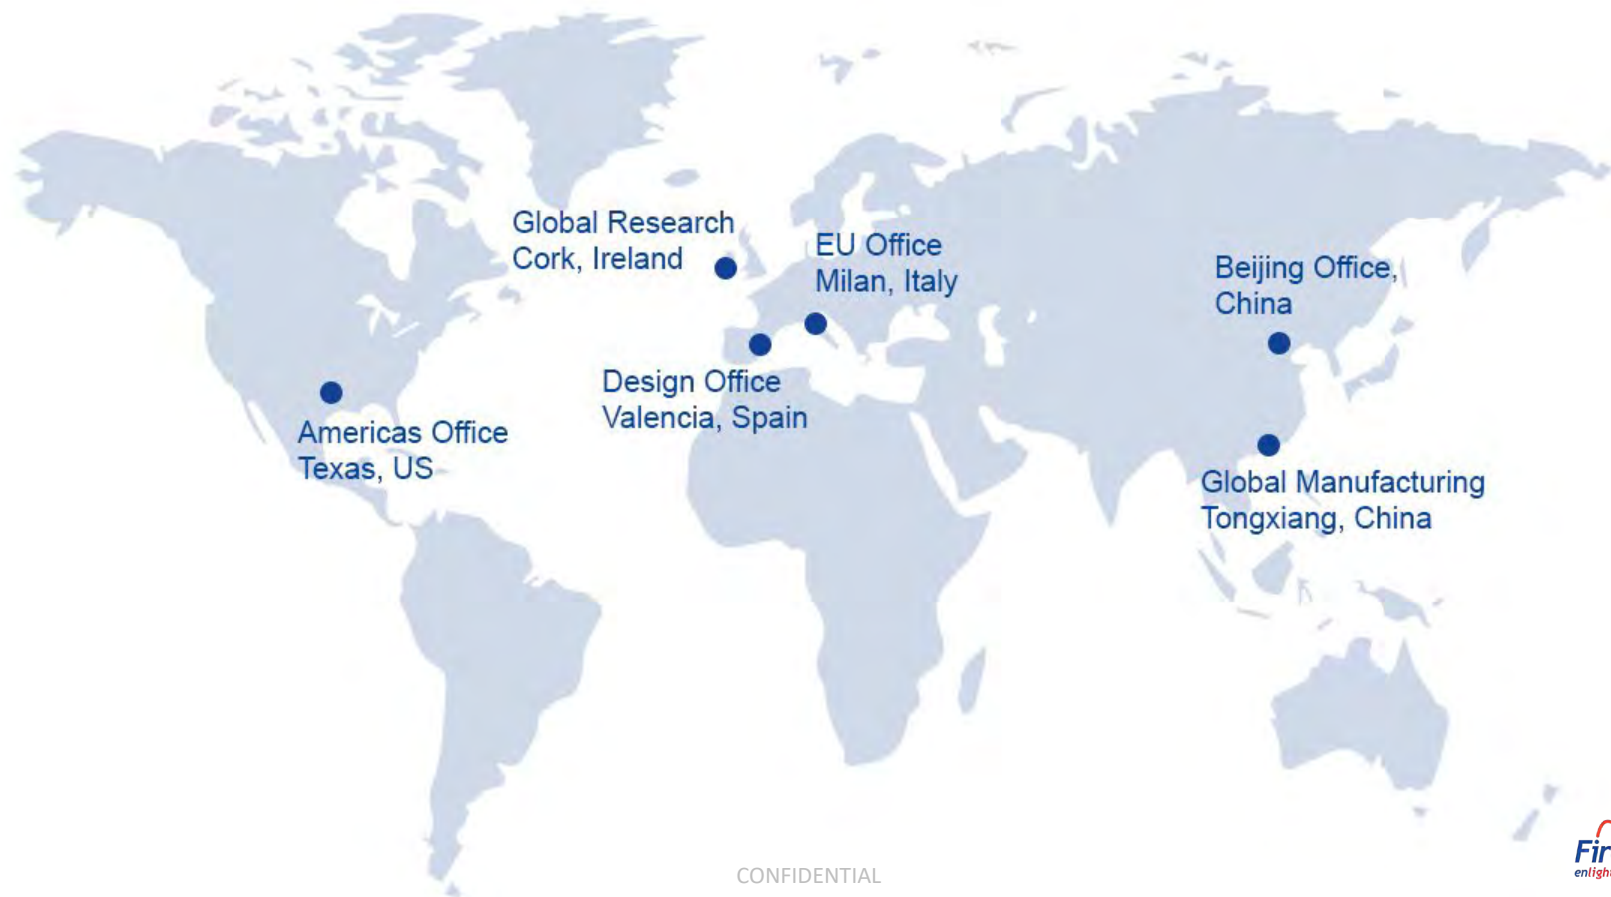 Global Research
Cork, Ireland
EU Office
Milan, Italy
Beijing Office,
China
Design Office
Valencia, Spain
Americas Office
Texas, US
Global Manufacturing
Tongxiang, China
CONFIDENTIAL